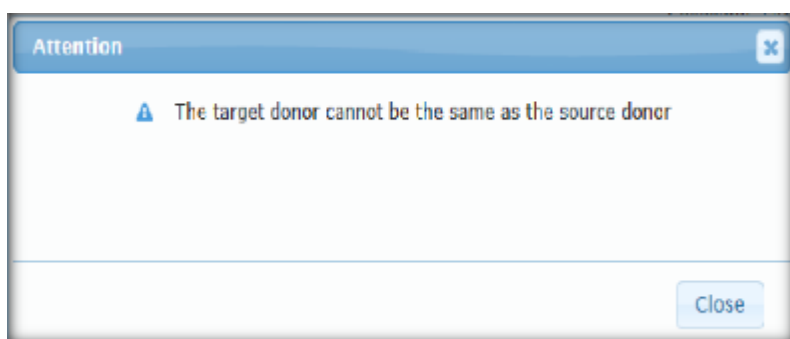 Attention
The target donor cannot be the same as the source donor
Close